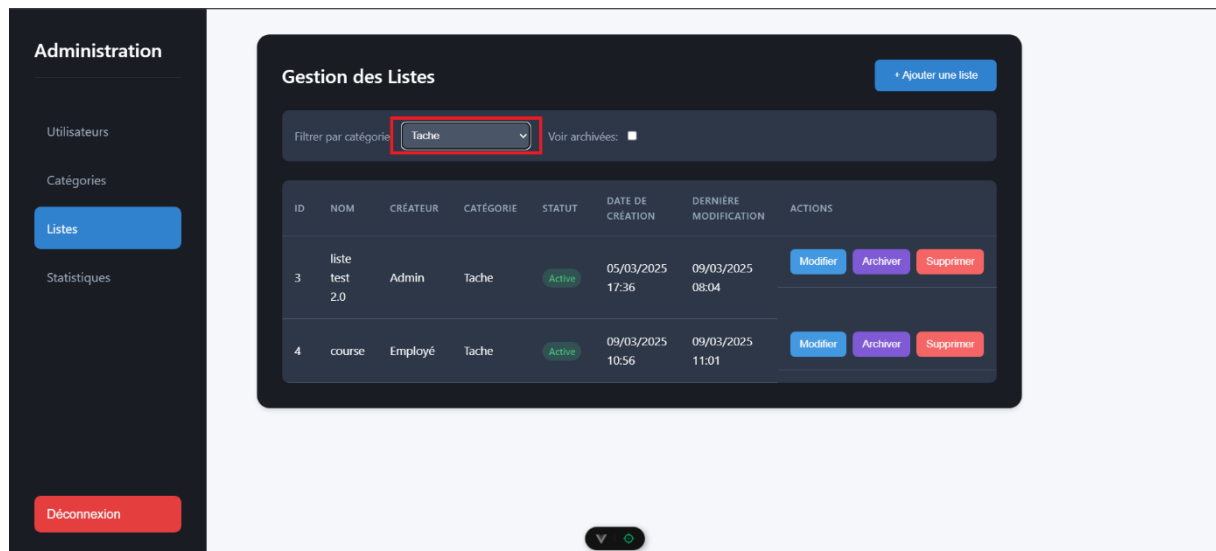 Administration
Utilisateurs
Catégories
Listes
Statistiques
Déconnexion
Gestion des Listes
+ Ajouter une liste
Filtrer par catégorie
Tache
Voir archivées:
ID NOM CRÉATEUR CATÉGORIE STATUT DATE DE CRÉATION DERNIÈRE MODIFICATION ACTIONS
3 liste test 2.0 Admin Tache Active 05/03/2025 17:36 09/03/2025 08:04 Modifier Archiver Supprimer
4 course Employé Tache Active 09/03/2025 10:56 09/03/2025 11:01 Modifier Archiver Supprimer